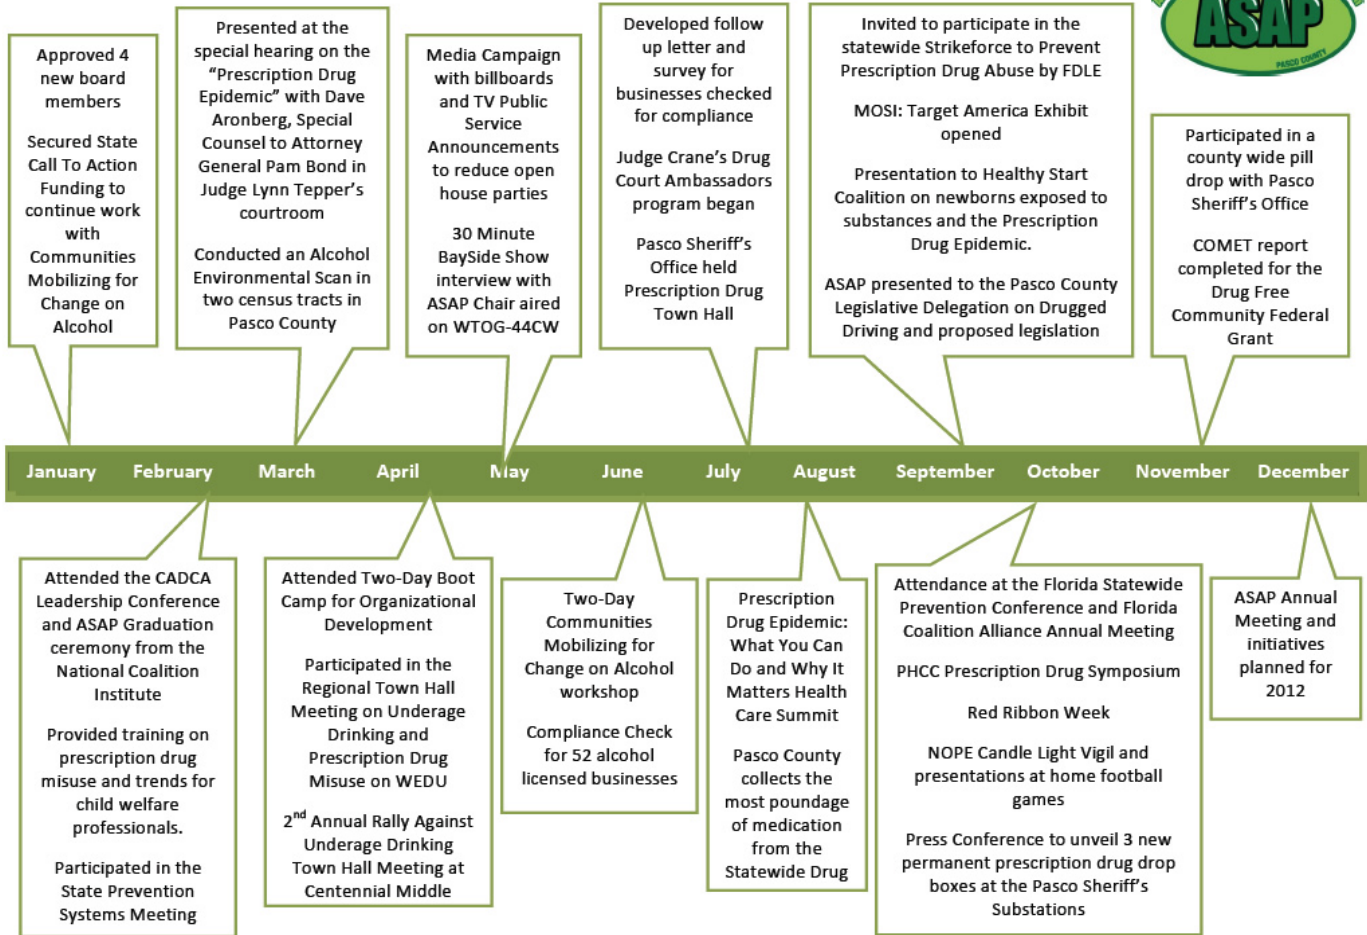 ASAP
PASCO COUNTY
Approved 4
new board
members
Secured State
Call To Action
Funding to
continue work
with
Communities
Mobilizing for
Change on
Alcohol
Presented at the
special hearing on the
“Prescription Drug
Epidemic” with Dave
Aronberg, Special
Counsel to Attorney
General Pam Bond in
Judge Lynn Tepper’s
courtroom
Conducted an Alcohol
Environmental Scan in
two census tracts in
Pasco County
Media Campaign
with billboards
and TV Public
Service
Announcements
to reduce open
house parties
30 Minute
BaySide Show
interview with
ASAP Chair aired
on WTOG-44CW
Developed follow
up letter and
survey for
businesses checked
for compliance
Judge Crane’s Drug
Court Ambassadors
program began
Pasco Sheriff’s
Office held
Prescription Drug
Town Hall
Invited to participate in the
statewide Strikeforce to Prevent
Prescription Drug Abuse by FDLE
MOSI: Target America Exhibit
opened
Presentation to Healthy Start
Coalition on newborns exposed to
substances and the Prescription
Drug Epidemic.
ASAP presented to the Pasco County
Legislative Delegation on Drugged
Driving and proposed legislation
Participated in a
county wide pill
drop with Pasco
Sheriff’s Office
COMET report
completed for the
Drug Free
Community Federal
Grant
January February March April May June July August September October November December
Attended the CADCA
Leadership Conference
and ASAP Graduation
ceremony from the
National Coalition
Institute
Provided training on
prescription drug
misuse and trends for
child welfare
professionals.
Participated in the
State Prevention
Systems Meeting
Attended Two-Day Boot
Camp for Organizational
Development
Participated in the
Regional Town Hall
Meeting on Underage
Drinking and
Prescription Drug
Misuse on WEDU
2nd Annual Rally Against
Underage Drinking
Town Hall Meeting at
Centennial Middle
Two-Day
Communities
Mobilizing for
Change on Alcohol
workshop
Compliance Check
for 52 alcohol
licensed businesses
Prescription
Drug Epidemic:
What You Can
Do and Why It
Matters Health
Care Summit
Pasco County
collects the
most poundage
of medication
from the
Statewide Drug
Attendance at the Florida Statewide
Prevention Conference and Florida
Coalition Alliance Annual Meeting
PHCC Prescription Drug Symposium
Red Ribbon Week
NOPE Candle Light Vigil and
presentations at home football
games
Press Conference to unveil 3 new
permanent prescription drug drop
boxes at the Pasco Sheriff’s
Substations
ASAP Annual
Meeting and
initiatives
planned for
2012